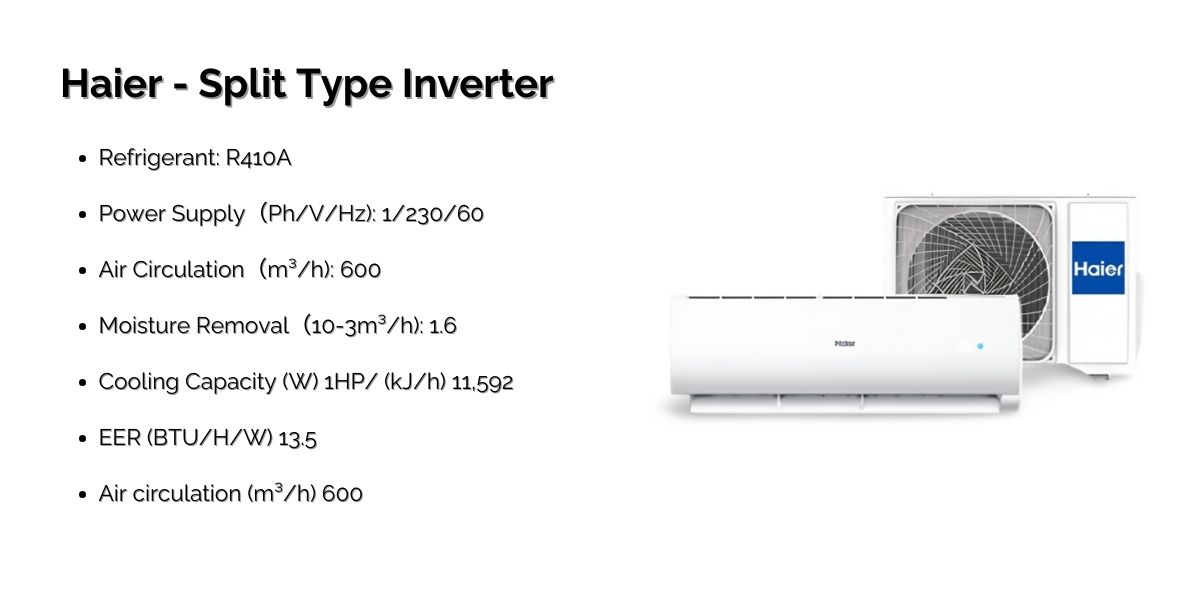 Haier - Split Type Inverter
• Refrigerant: R410A
• Power Supply（Ph/V/Hz): 1/230/60
• Air Circulation（m³/h): 600
• Moisture Removal（10-3m³/h): 1.6
• Cooling Capacity (W) 1HP/ (kJ/h) 11,592
• EER (BTU/H/W) 13.5
• Air circulation (m³/h) 600
Haier
Haier